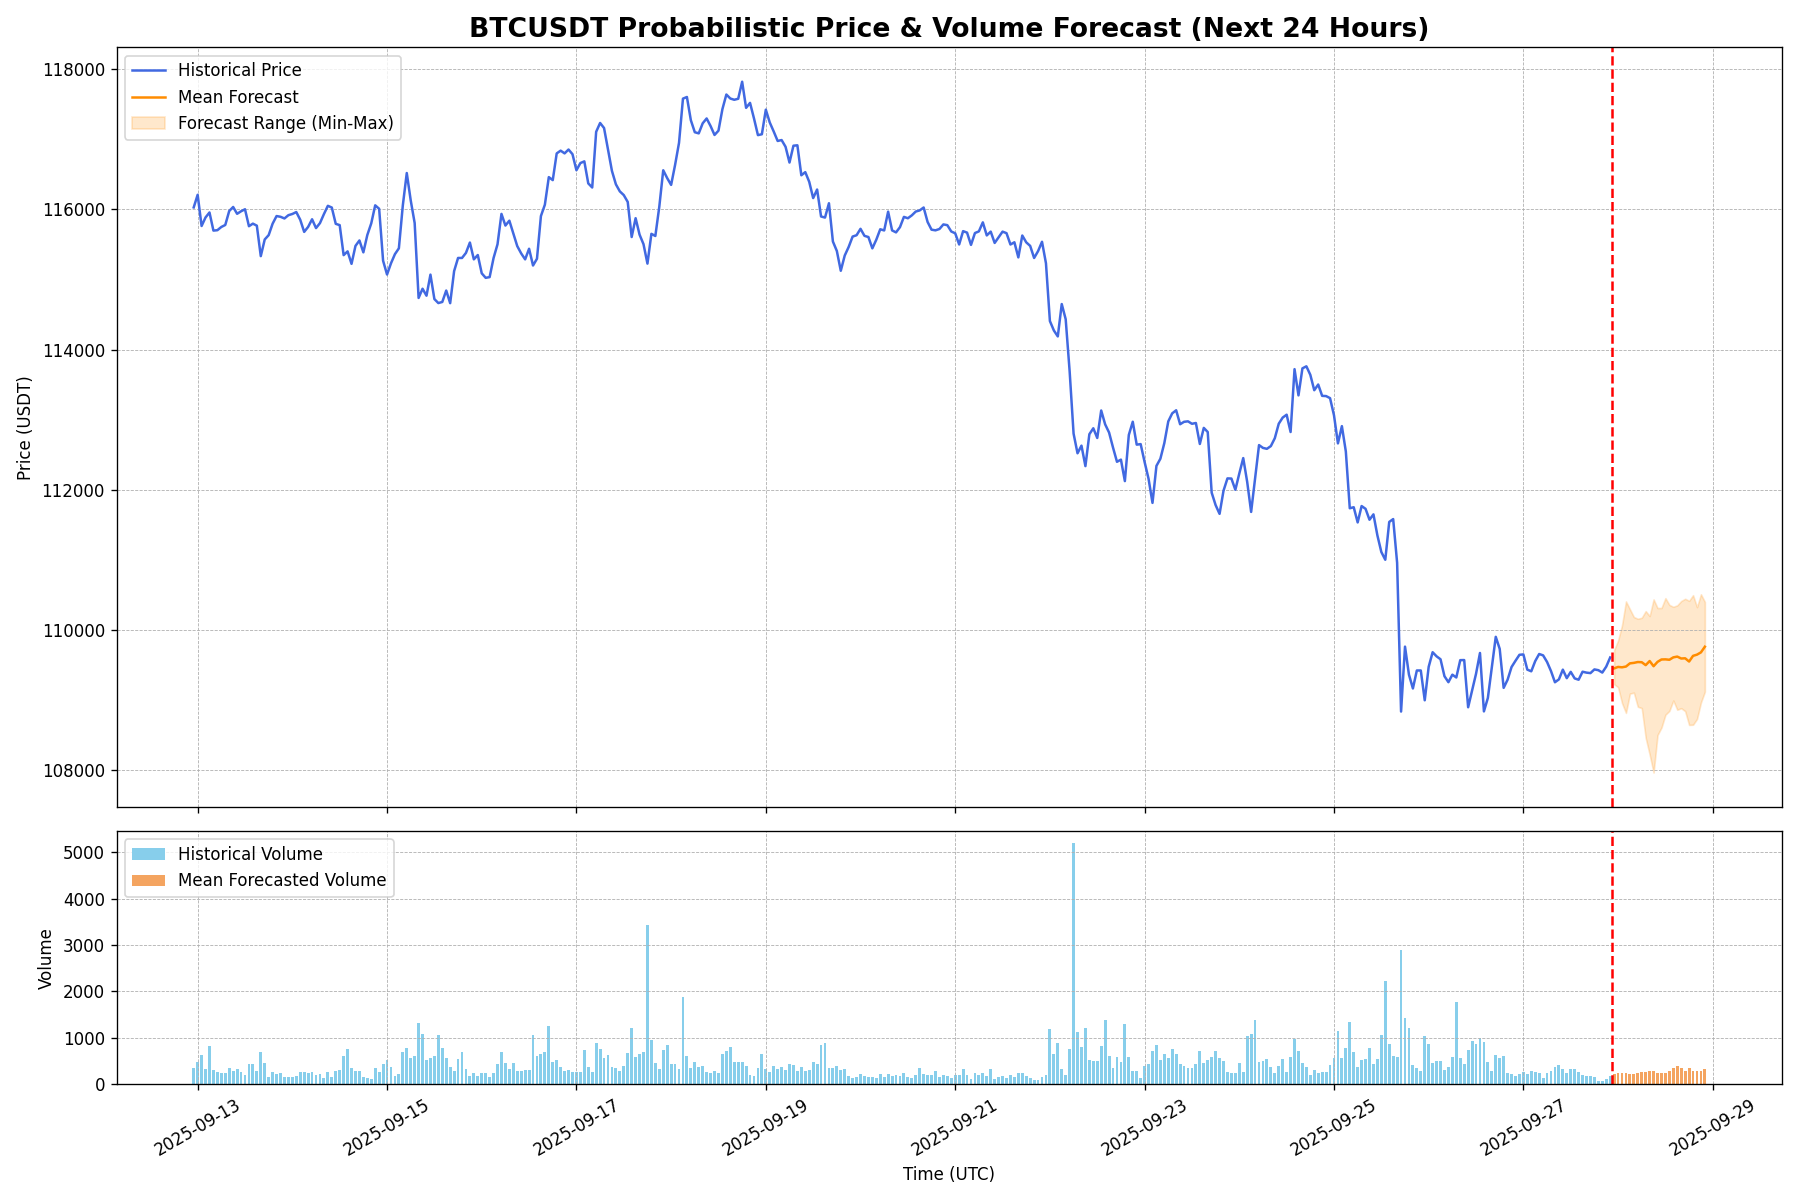 BTCUSDT Probabilistic Price & Volume Forecast (Next 24 Hours)
Historical Price
Mean Forecast
Forecast Range (Min-Max)
118000
116000
114000
112000
110000
108000
Price (USDT)
Historical Volume
Mean Forecasted Volume
5000
4000
3000
2000
1000
0
Volume
2025-09-13
2025-09-15
2025-09-17
2025-09-19
2025-09-21
2025-09-23
2025-09-25
2025-09-27
2025-09-29
Time (UTC)